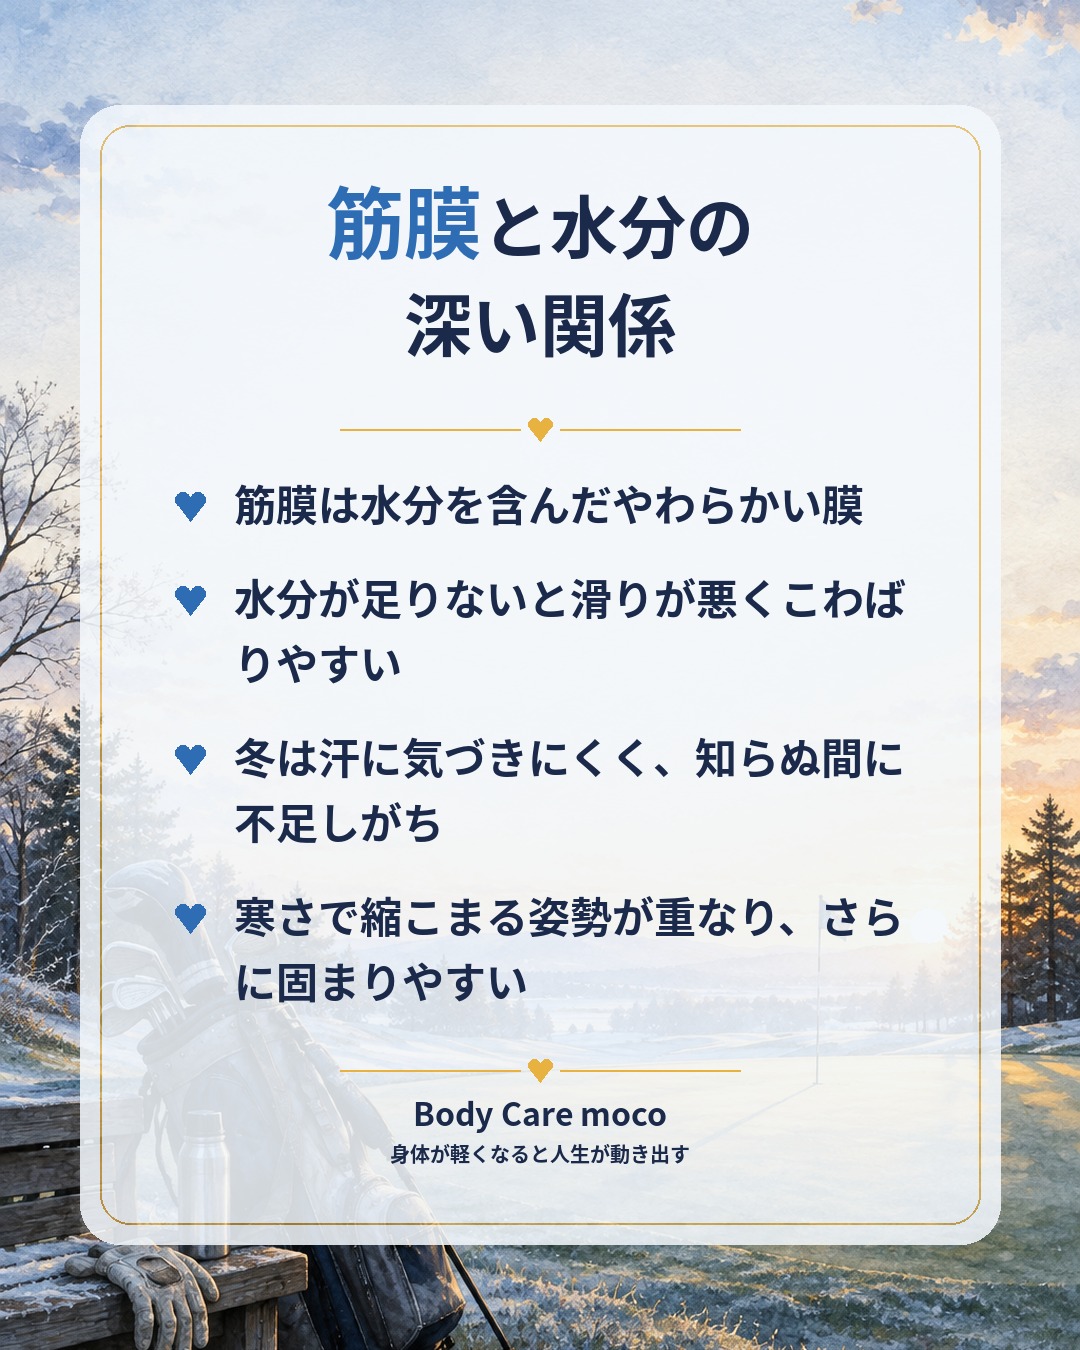 筋膜と水分の
深い関係
筋膜は水分を含んだやわらかい膜
水分が足りないと滑りが悪くこわば
りやすい
冬は汗に気づきにくく、知らぬ間に
不足しがち
寒さで縮こまる姿勢が重なり、さら
に固まりやすい
Body Care moco
身体が軽くなると人生が動き出す